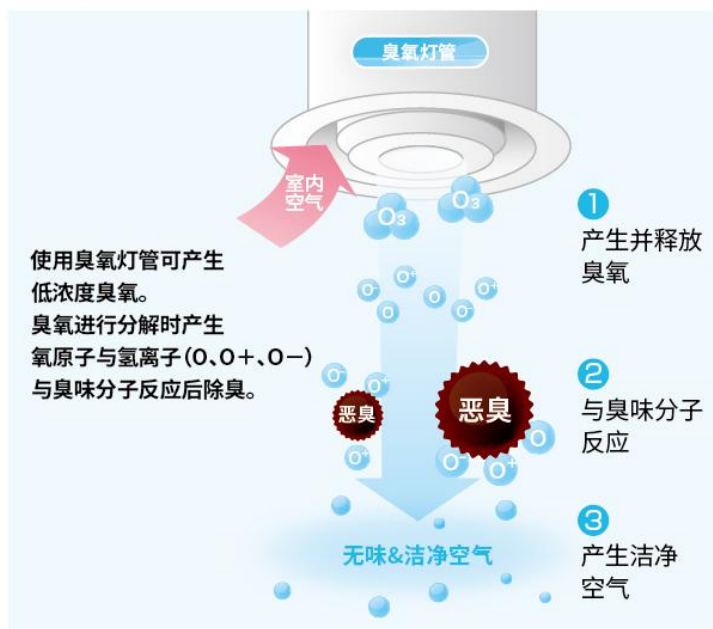 臭氧灯管
室内
空气
O₃
O₃
1
产生并释放
臭氧
使用臭氧灯管可产生
低浓度臭氧。
臭氧进行分解时产生
氧原子与氢离子(O、O+、O-)
与臭味分子反应后除臭。
O⁻
O⁺
O
O
O⁻
O⁺
O⁻
O⁺
恶臭
O⁺
恶臭
O
O⁻
O⁺
2
与臭味分子
反应
无味&洁净空气
3
产生洁净
空气